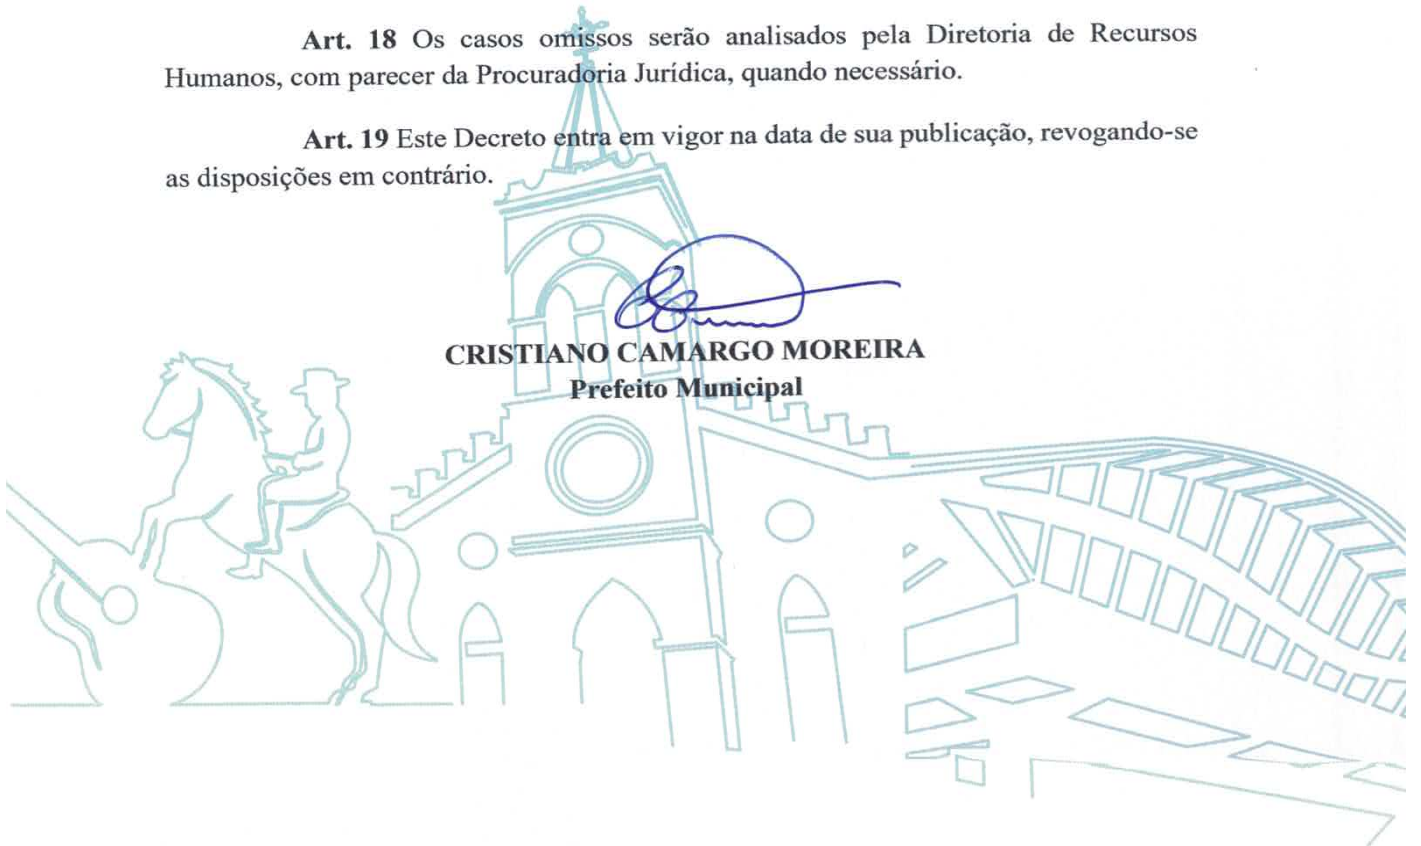 Art. 18 Os casos omissos serão analisados pela Diretoria de Recursos
Humanos, com parecer da Procuradoria Jurídica, quando necessário.
Art. 19 Este Decreto entra em vigor na data de sua publicação, revogando-se
as disposições em contrário.
CRISTIANO CAMARGO MOREIRA
Prefeito Municipal